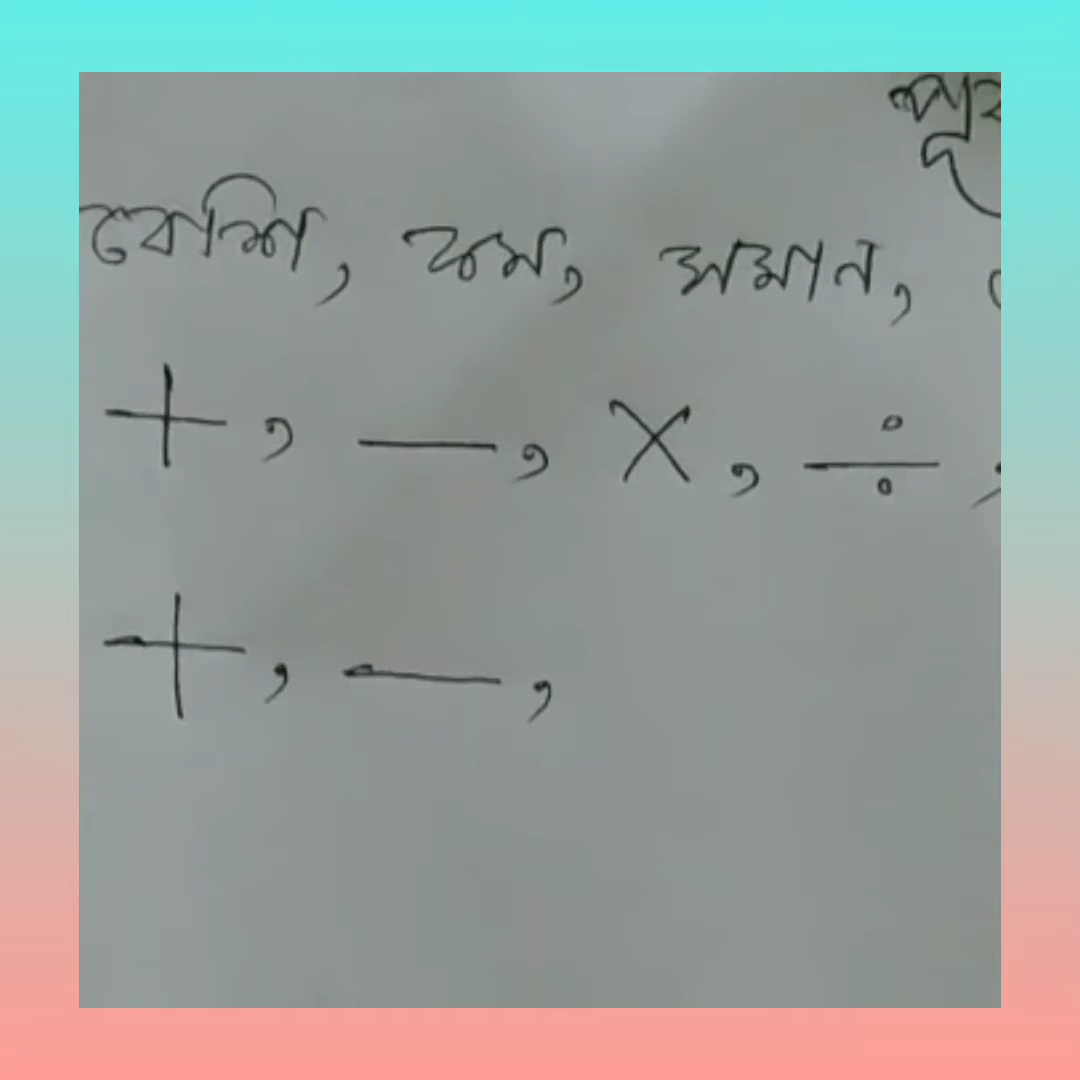 বেশি, কম, সমান,
+, —, ×, ÷,
+, —,